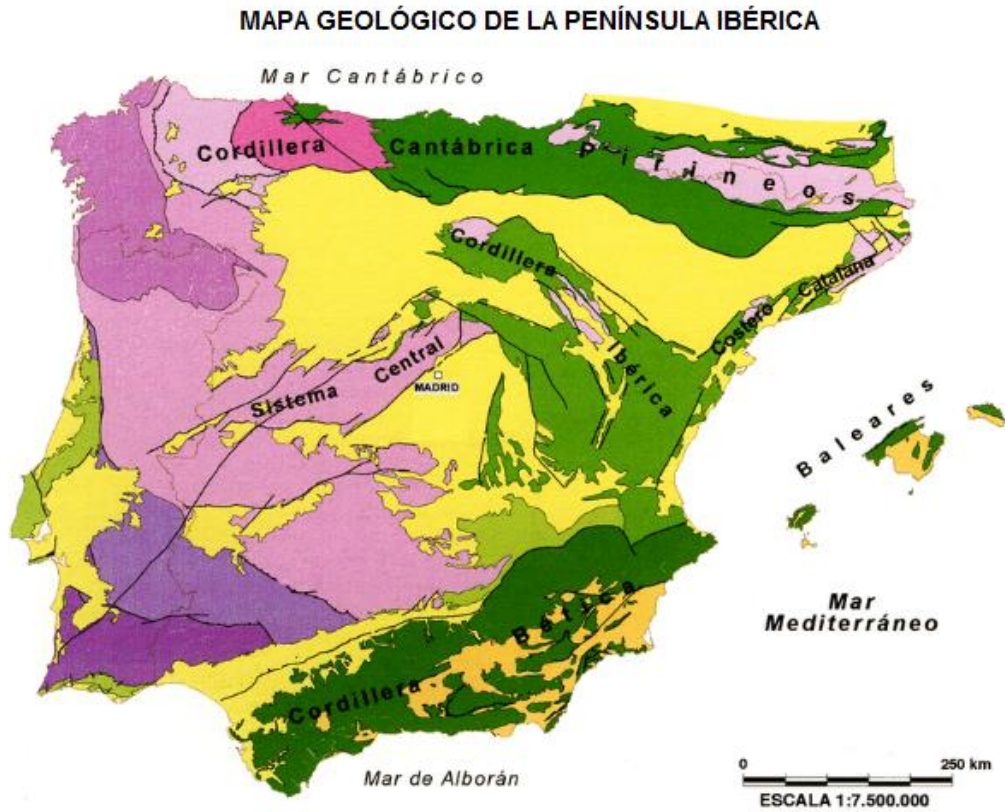 MAPA GEOLÓGICO DE LA PENÍNSULA IBÉRICA
Mar Cantábrico
Cordillera Cantábrica
Pirineos
Cordillera Ibérica
Costero Catalana
Sistema Central
MADRID
Baleares
Mar
Mediterráneo
Cordillera Bética
Mar de Alborán
0 250 km
ESCALA 1:7.500.000